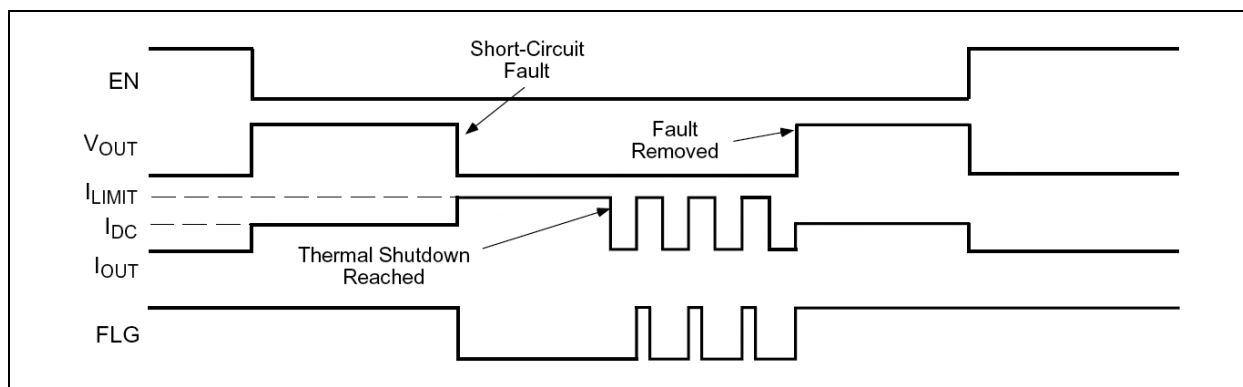 EN
Short-Circuit
Fault
VOUT
Fault
Removed
ILIMIT
IDC
IOUT
Thermal Shutdown
Reached
FLG